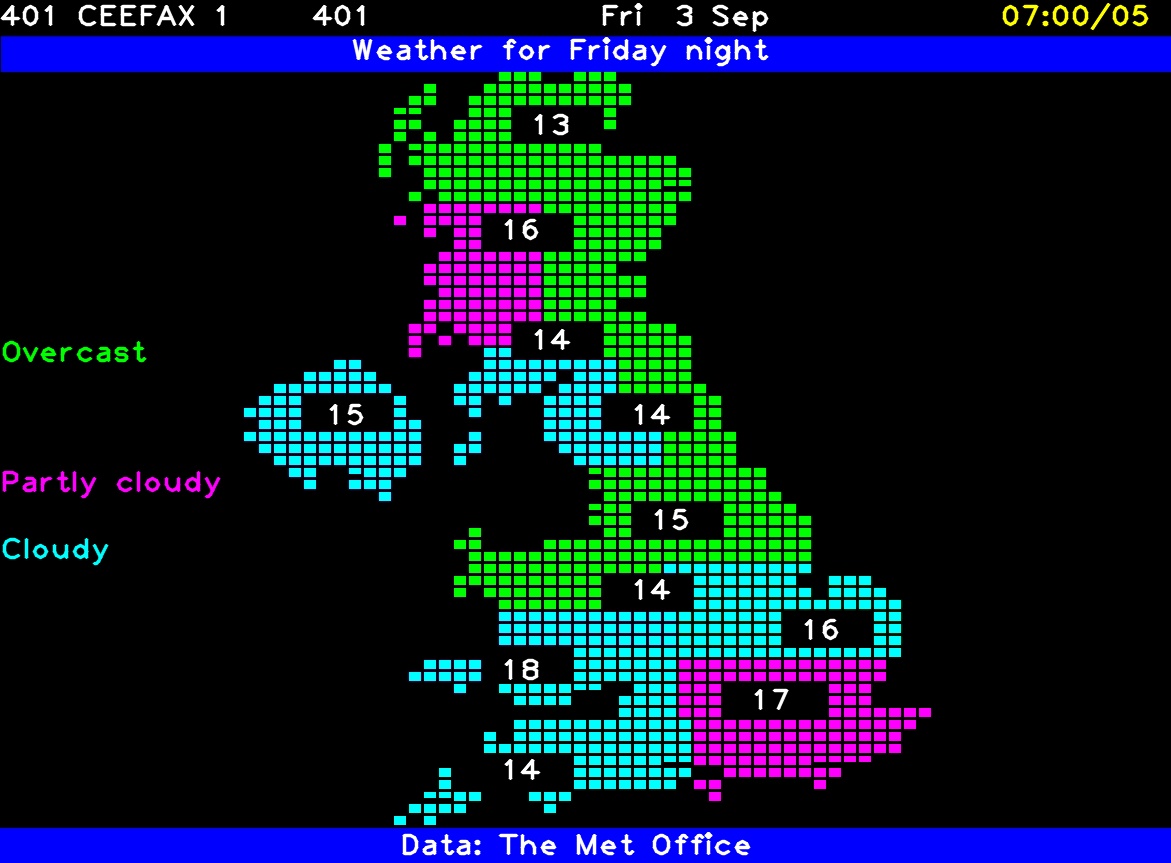 401 CEEFAX 1 401 Fri 3 Sep 07:00/05
Weather for Friday night
13
16
14
Overcast
15 14
Partly cloudy
15
Cloudy
14
16
18
17
14
Data: The Met Office